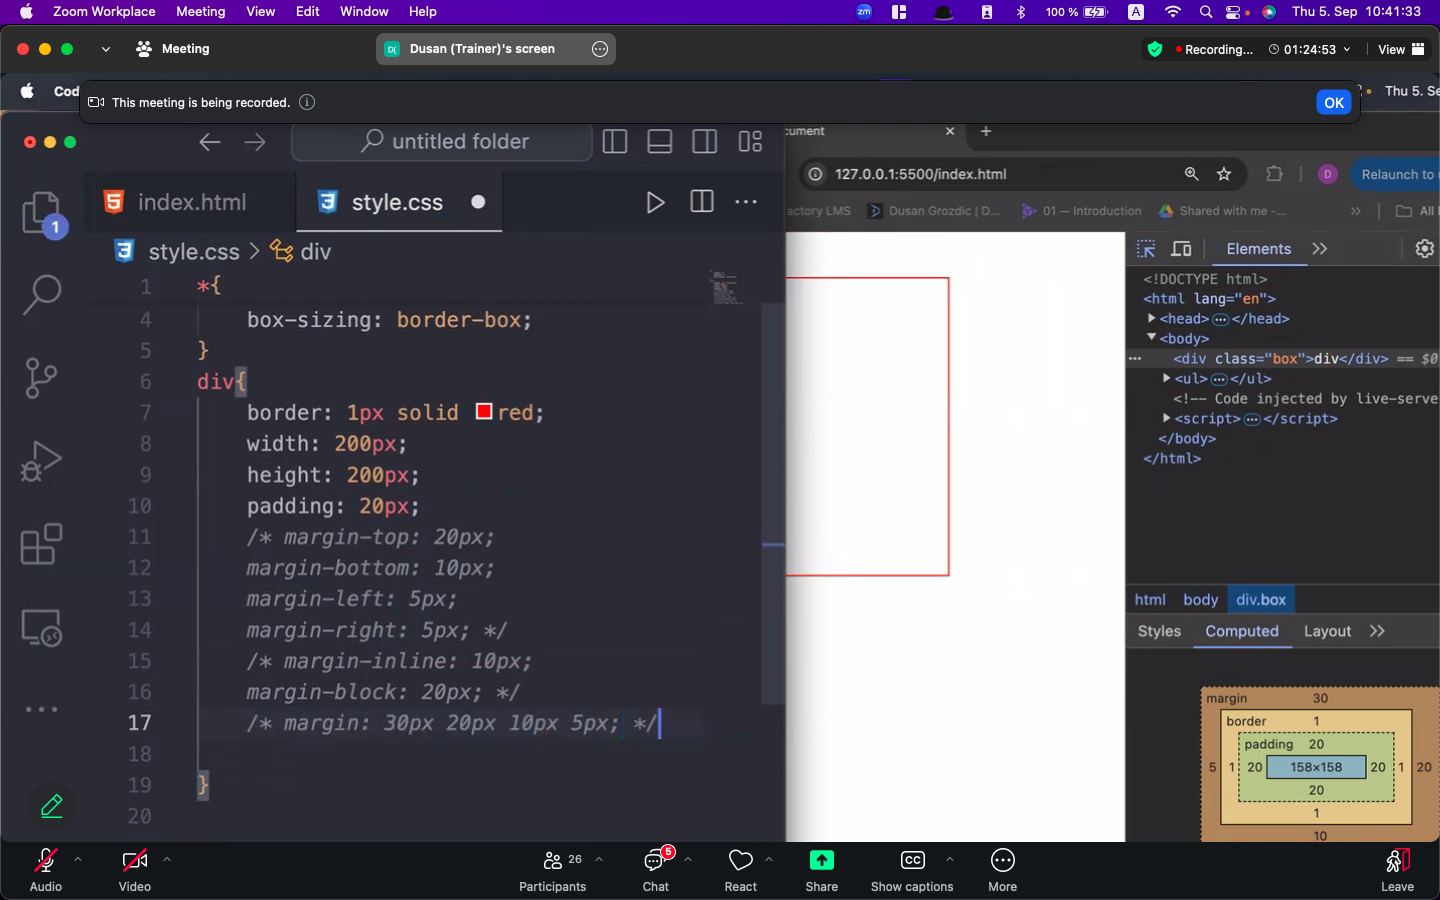 Zoom Workplace Meeting View Edit Window Help zm 100 % A Thu 5. Sep 10:41:33
Meeting D( Dusan (Trainer)'s screen Recording... 01:24:53 View
Cod Thu 5. Se
This meeting is being recorded. OK
untitled folder
cument
127.0.0.1:5500/index.html D Relaunch to u
index.html style.css
actory LMS Dusan Grozdic | D... 01 — Introduction Shared with me -... All
1
style.css > div
Elements
1 *{
4 box-sizing: border-box;
5 }
6 div{
7 border: 1px solid red;
8 width: 200px;
9 height: 200px;
10 padding: 20px;
11 /* margin-top: 20px;
12 margin-bottom: 10px;
13 margin-left: 5px;
14 margin-right: 5px; */
15 /* margin-inline: 10px;
16 margin-block: 20px; */
17 /* margin: 30px 20px 10px 5px; */
18
19 }
20
<!DOCTYPE html>
<html lang="en">
<head>…</head>
<body>
<div class="box">div</div> == $0
<ul>…</ul>
<!-- Code injected by live-serve
<script>…</script>
</body>
</html>
html body div.box
Styles Computed Layout
margin 30
border 1
padding 20
5 1 20 158×158 20 1 20
20
1
10
Audio Video 26 Participants 5 Chat React Share CC Show captions More Leave